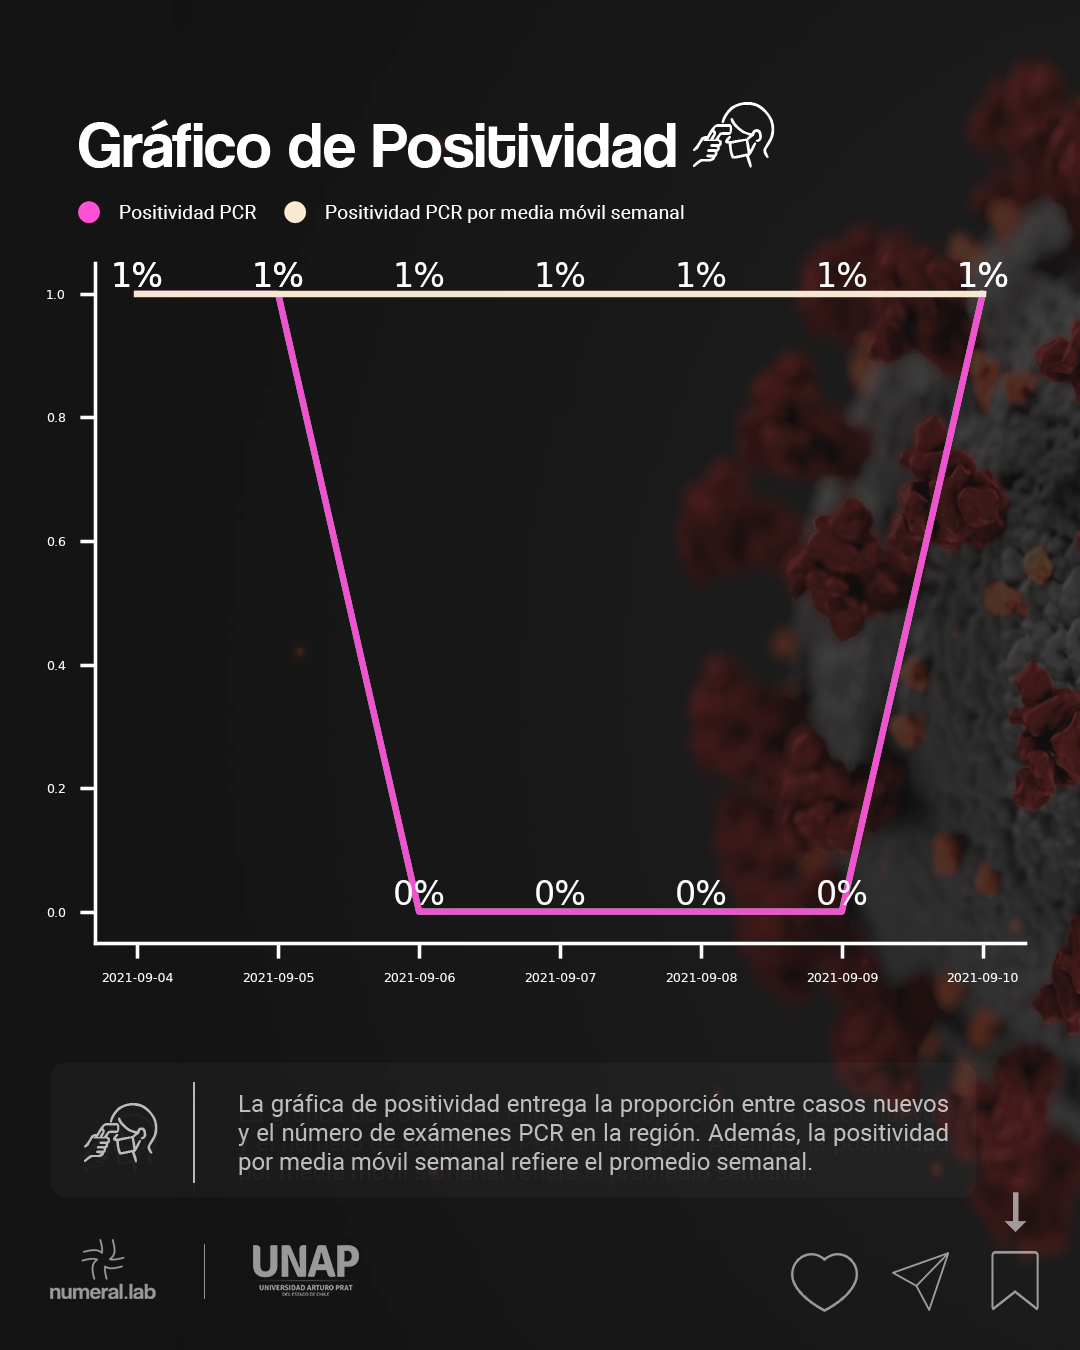 Gráfico de Positividad
Positividad PCR
Positividad PCR por media móvil semanal
1% 1% 1% 1% 1% 1% 1%
1.0
0.8
0.6
0.4
0.2
0% 0% 0% 0%
0.0
2021-09-04 2021-09-05 2021-09-06 2021-09-07 2021-09-08 2021-09-09 2021-09-10
La gráfica de positividad entrega la proporción entre casos nuevos
y el número de exámenes PCR en la región. Además, la positividad
por media móvil semanal refiere el promedio semanal.
numeral.lab
UNAP
UNIVERSIDAD ARTURO PRAT
DEL ESTADO DE CHILE